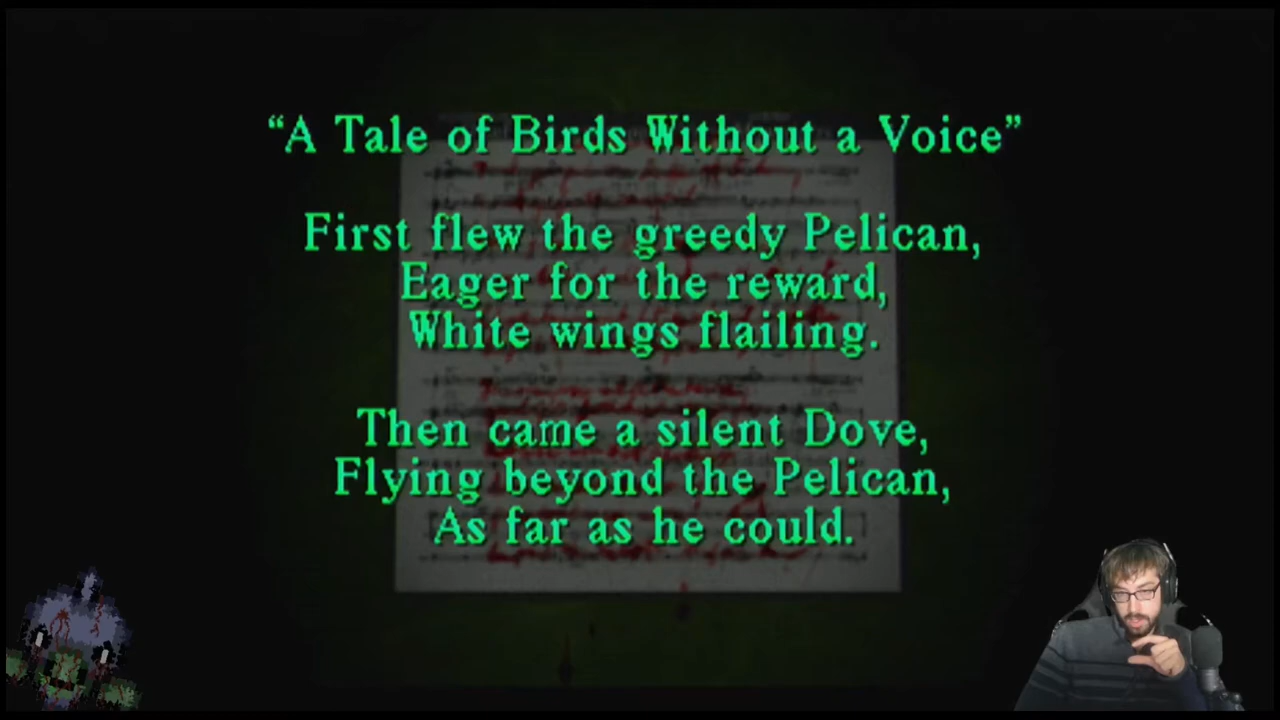 “A Tale of Birds Without a Voice”
First flew the greedy Pelican,
Eager for the reward,
White wings flailing.
Then came a silent Dove,
Flying beyond the Pelican,
As far as he could.